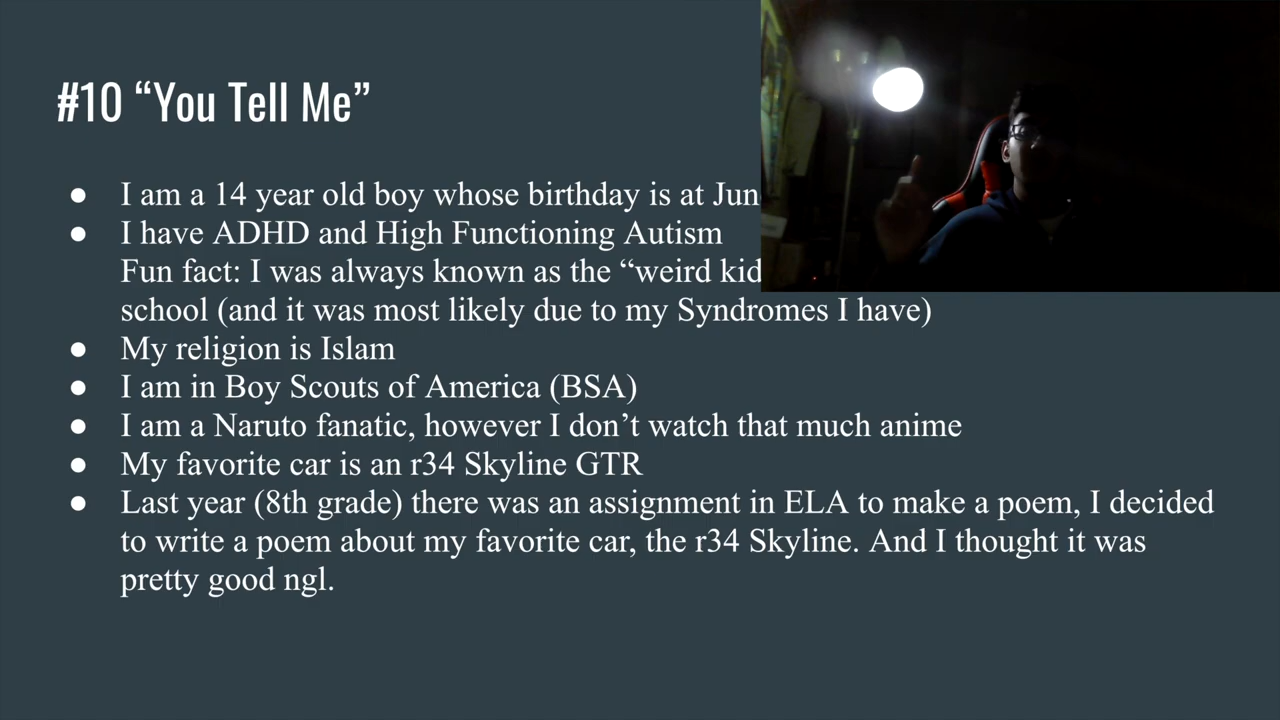 #10 “You Tell Me”
● I am a 14 year old boy whose birthday is at Jun
● I have ADHD and High Functioning Autism
Fun fact: I was always known as the “weird kid
school (and it was most likely due to my Syndromes I have)
● My religion is Islam
● I am in Boy Scouts of America (BSA)
● I am a Naruto fanatic, however I don’t watch that much anime
● My favorite car is an r34 Skyline GTR
● Last year (8th grade) there was an assignment in ELA to make a poem, I decided
to write a poem about my favorite car, the r34 Skyline. And I thought it was
pretty good ngl.